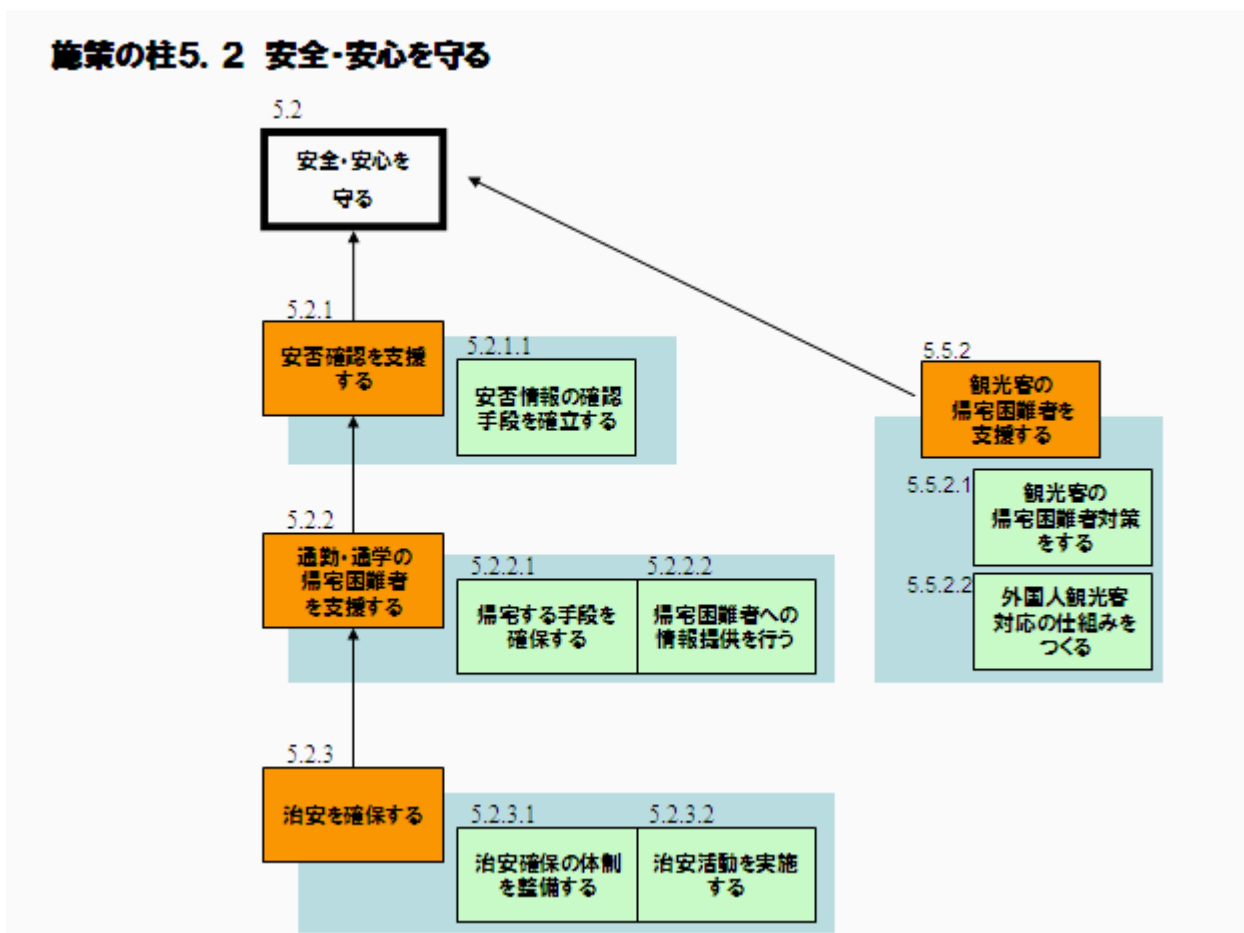 施策の柱5.2 安全・安心を守る
5.2
安全・安心を
守る
5.2.1
安否確認を支援
する
5.2.1.1
安否情報の確認
手段を確立する
5.5.2
観光客の
帰宅困難者を
支援する
5.5.2.1
観光客の
帰宅困難者対策
をする
5.5.2.2
外国人観光客
対応の仕組みを
つくる
5.2.2
通勤・通学の
帰宅困難者
を支援する
5.2.2.1
帰宅する手段を
確保する
5.2.2.2
帰宅困難者への
情報提供を行う
5.2.3
治安を確保する
5.2.3.1
治安確保の体制
を整備する
5.2.3.2
治安活動を実施
する